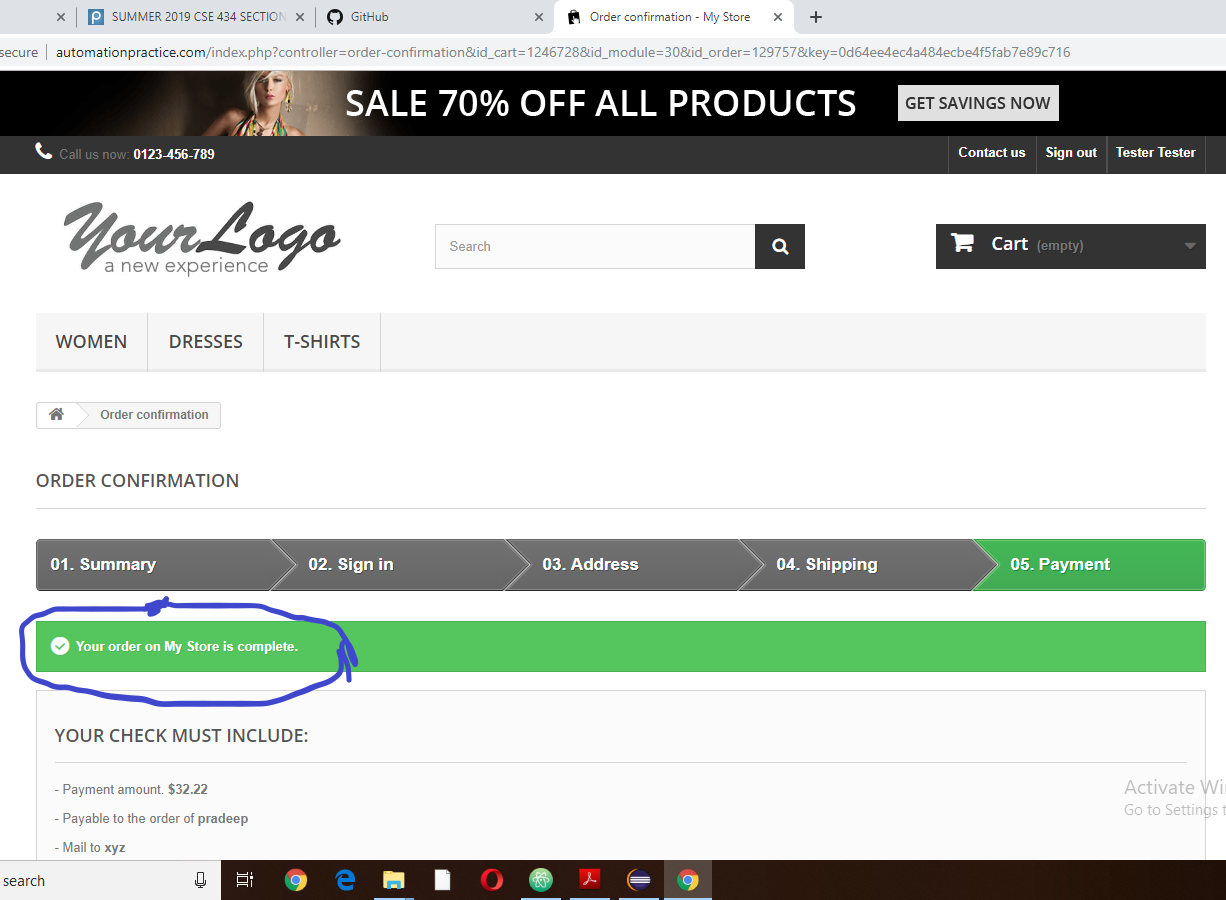 SUMMER 2019 CSE 434 SECTION
GitHub
Order confirmation - My Store
secure
automationpractice.com/index.php?controller=order-confirmation&id_cart=1246728&id_module=30&id_order=129757&key=0d64ee4ec4a484ecbe4f5fab7e89c716
SALE 70% OFF ALL PRODUCTS
GET SAVINGS NOW
Call us now: 0123-456-789
Contact us
Sign out
Tester Tester
YourLogo
a new experience
Search
Cart (empty)
WOMEN
DRESSES
T-SHIRTS
Order confirmation
ORDER CONFIRMATION
01. Summary
02. Sign in
03. Address
04. Shipping
05. Payment
Your order on My Store is complete.
YOUR CHECK MUST INCLUDE:
- Payment amount. $32.22
- Payable to the order of pradeep
- Mail to xyz
Activate Wi
Go to Settings t
search